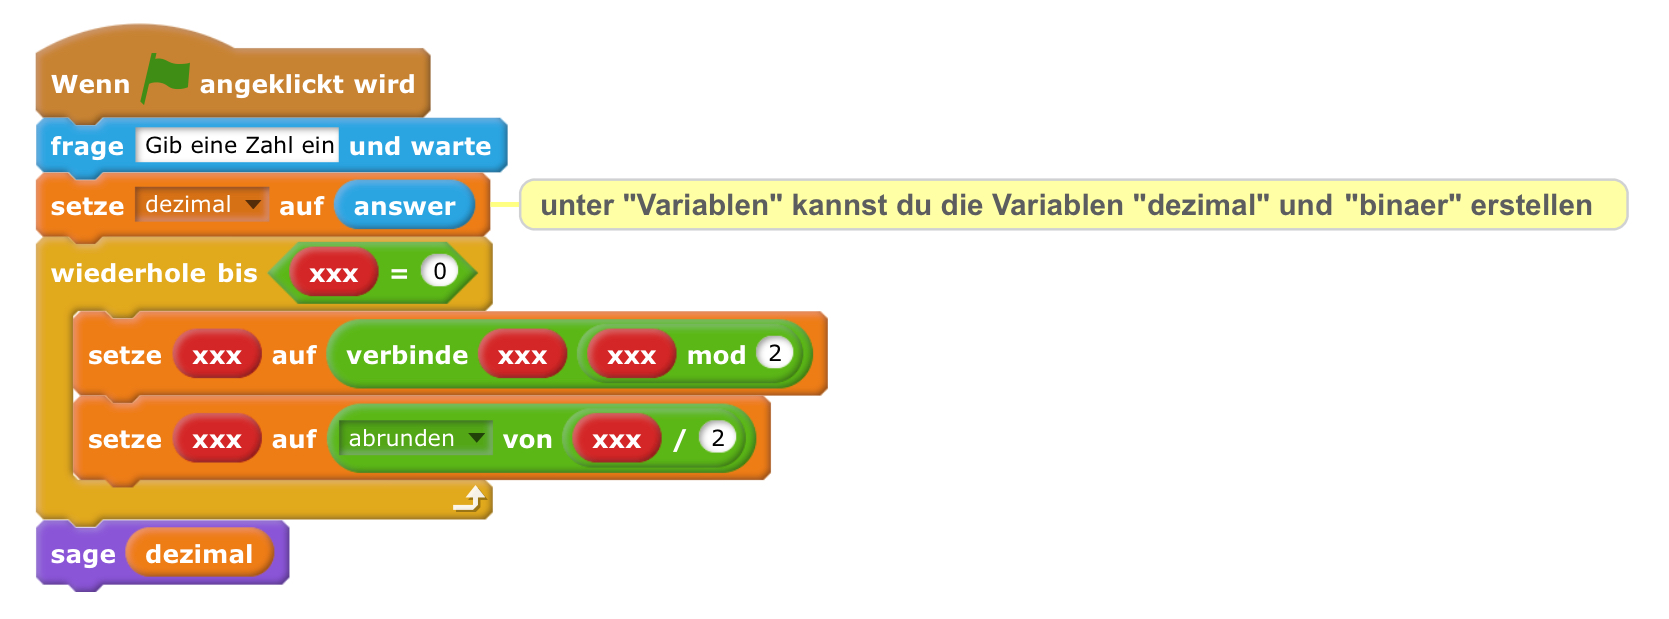 Wenn angeklickt wird
frage Gib eine Zahl ein und warte
setze dezimal auf answer unter "Variablen" kannst du die Variablen "dezimal" und "binaer" erstellen
wiederhole bis xxx = 0
setze xxx auf verbinde xxx xxx mod 2
setze xxx auf abrunden von xxx / 2
sage dezimal